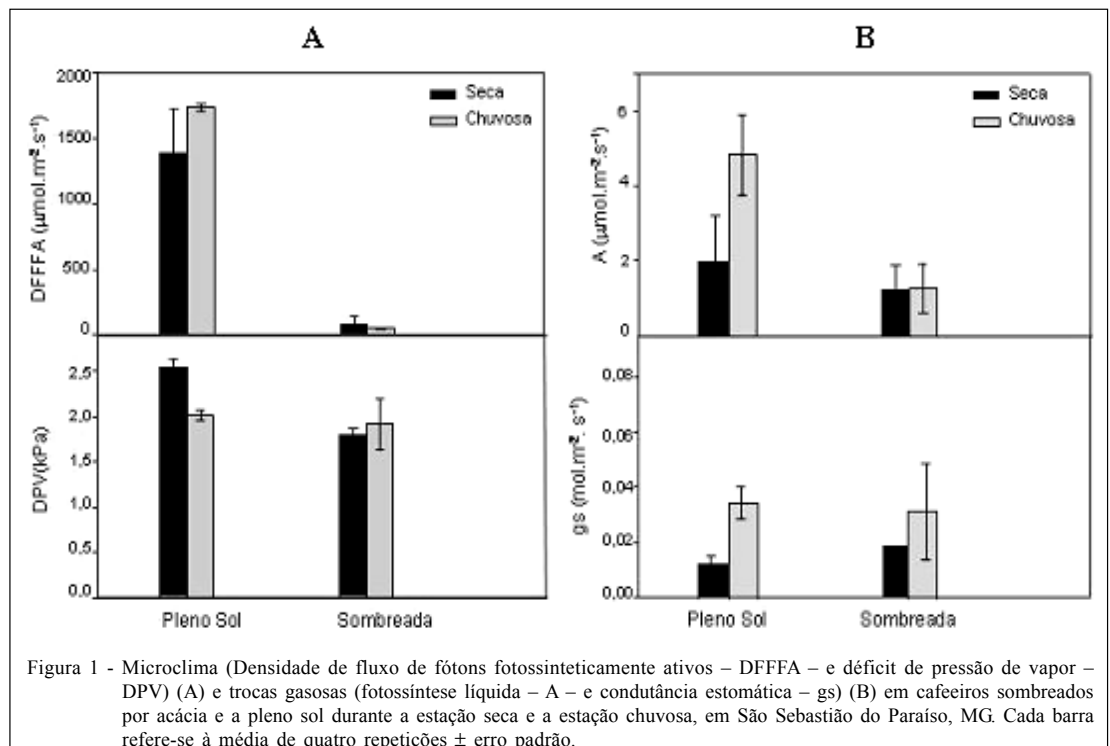 A
B
2000
1500
1000
500
0
DFFFA (µmol.m⁻².s⁻¹)
Seca
Chuvosa
6
4
2
0
A (µmol.m⁻².s⁻¹)
Seca
Chuvosa
2.5
2.0
1.5
1.0
0.5
0.0
DPV(kPa)
Pleno Sol
Sombreada
0,08
0,06
0,04
0,02
0,00
gs (mol.m⁻². s⁻¹)
Pleno Sol
Sombreada
Figura 1 - Microclima (Densidade de fluxo de fótons fotossinteticamente ativos – DFFFA – e déficit de pressão de vapor –
DPV) (A) e trocas gasosas (fotossíntese líquida – A – e condutância estomática – gs) (B) em cafeeiros sombreados
por acácia e a pleno sol durante a estação seca e a estação chuvosa, em São Sebastião do Paraíso, MG. Cada barra
refere-se à média de quatro repetições ± erro padrão.